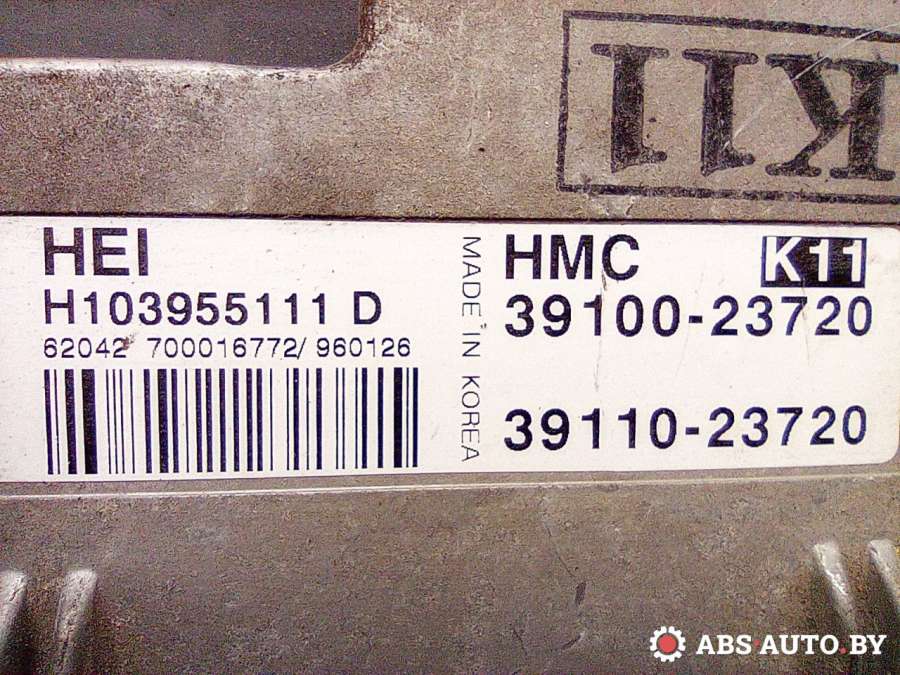 K11
HEI
H103955111 D
62042 700016772/ 960126
MADE IN KOREA
HMC K11
39100-23720
39110-23720
ABS-AUTO.BY